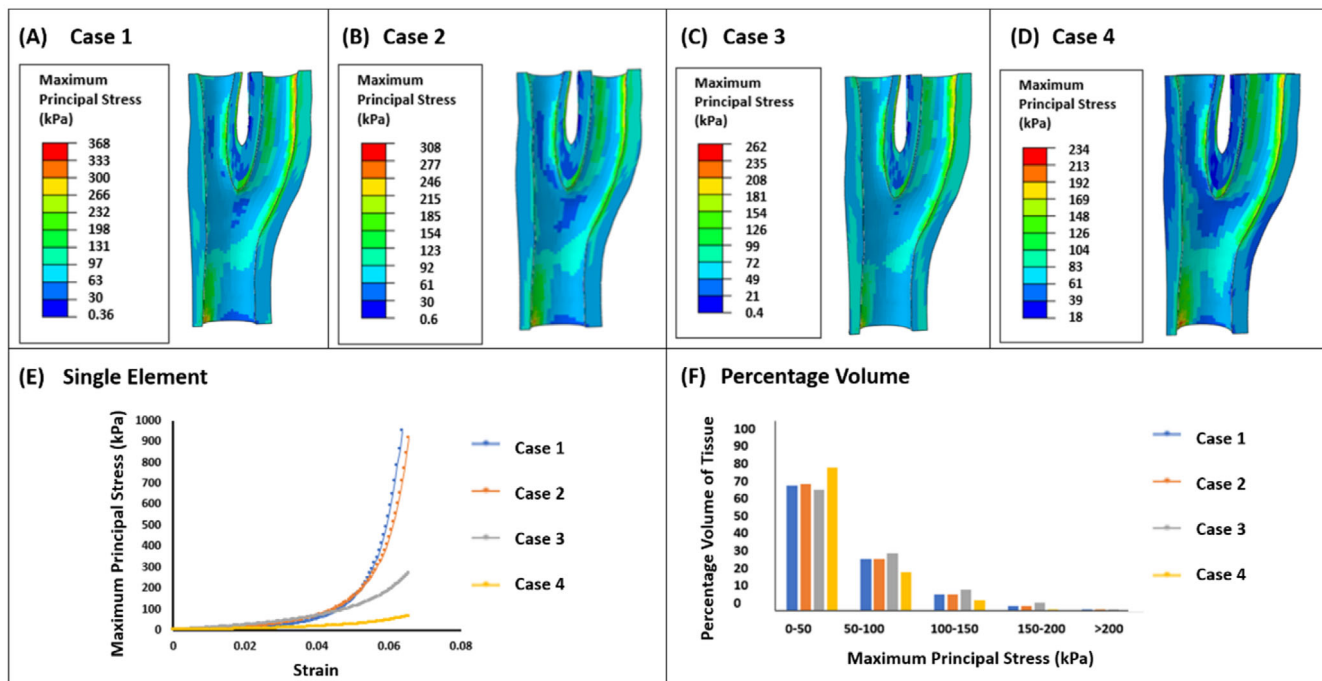 (A) Case 1
Maximum
Principal Stress
(kPa)
368
333
300
266
232
198
131
97
63
30
0.36
(B) Case 2
Maximum
Principal Stress
(kPa)
308
277
246
215
185
154
123
92
61
30
0.6
(C) Case 3
Maximum
Principal Stress
(kPa)
262
235
208
181
154
126
99
72
49
21
0.4
(D) Case 4
Maximum
Principal Stress
(kPa)
234
213
192
169
148
126
104
83
61
39
18
(E) Single Element
Maximum Principal Stress (kPa)
1000
900
800
700
600
500
400
300
200
100
0
0 0.02 0.04 0.06 0.08
Strain
Case 1
Case 2
Case 3
Case 4
(F) Percentage Volume
Percentage Volume of Tissue
100
90
80
70
60
50
40
30
20
10
0
0-50 50-100 100-150 150-200 >200
Maximum Principal Stress (kPa)
Case 1
Case 2
Case 3
Case 4